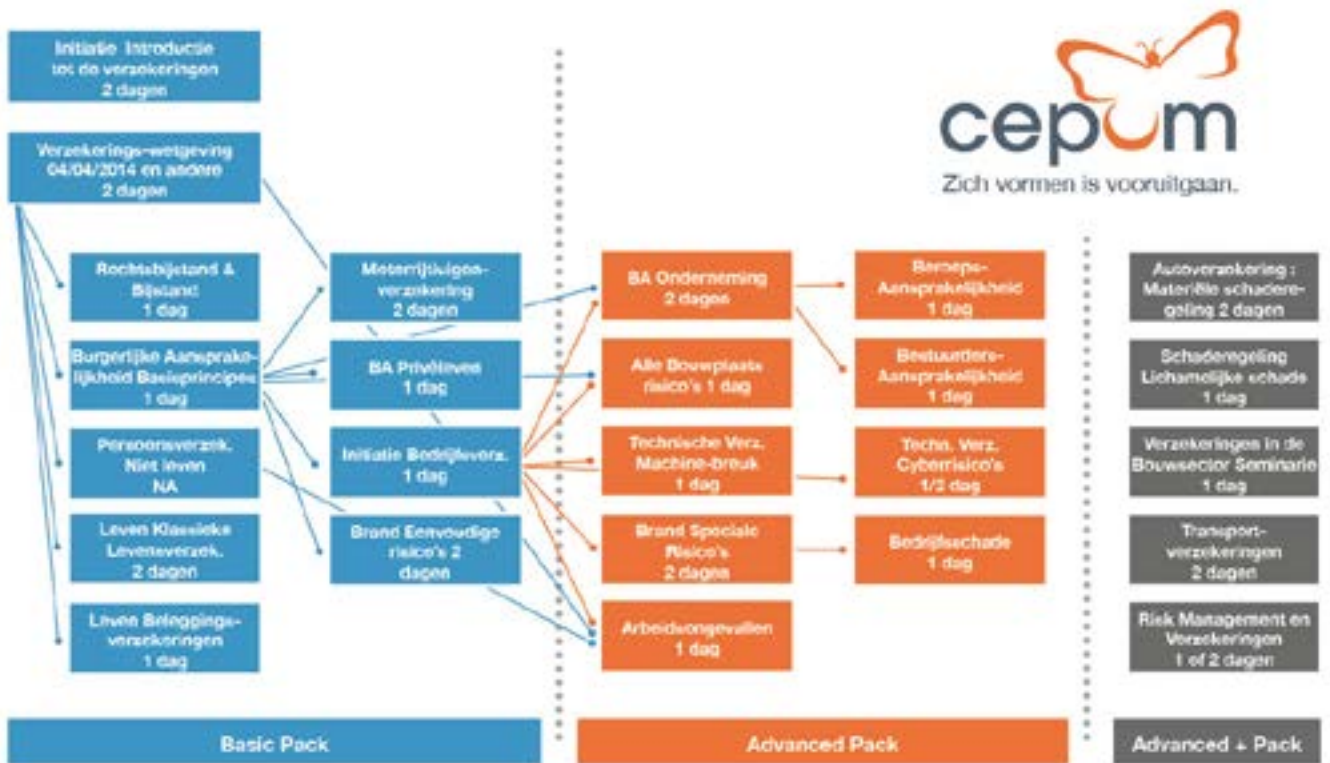 Initiatie Introductie
tot de verzekeringen
2 dagen
Verzekerings-wetgeving
04/04/2014 en andere
2 dagen
Rechtsbijstand &
Bijstand
1 dag
Burgerlijke Aansprake-
lijkheid Basisprincipes
1 dag
Persoonsverzek.
Niet leven
NA
Leven Klassieke
Levensverzek.
2 dagen
Leven Beleggings-
verzekeringen
1 dag
Motorrijtuigen-
verzekering
2 dagen
BA Privéleven
1 dag
Initiatie Bedrijfsverz.
1 dag
Brand Eenvoudige
risico's 2
dagen
Basic Pack
BA Onderneming
2 dagen
Alle Bouwplaats
risico's 1 dag
Technische Verz.
Machine-breuk
1 dag
Brand Speciale
Risico's
2 dagen
Arbeidsongevallen
1 dag
Beroeps-
Aansprakelijkheid
1 dag
Bestuurders-
Aansprakelijkheid
1 dag
Techn. Verz.
Cyberrisico's
1/2 dag
Bedrijfsschade
1 dag
Advanced Pack
cepom
Zich vormen is vooruitgaan.
Autoverzekering :
Materiële schadere-
geling 2 dagen
Schaderegeling
Lichamelijke schade
1 dag
Verzekeringen in de
Bouwsector Seminarie
1 dag
Transport-
verzekeringen
2 dagen
Risk Management en
Verzekeringen
1 of 2 dagen
Advanced + Pack